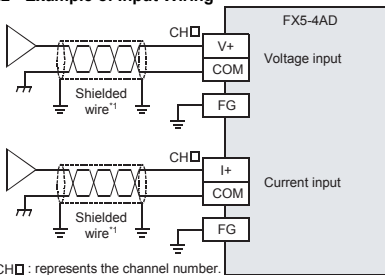 Example of Input Wiring
FX5-4AD
CH□
V+
COM
Voltage input
Shielded
wire*1
FG
CH□
I+
COM
Current input
Shielded
wire*1
FG
CH□ : represents the channel number.